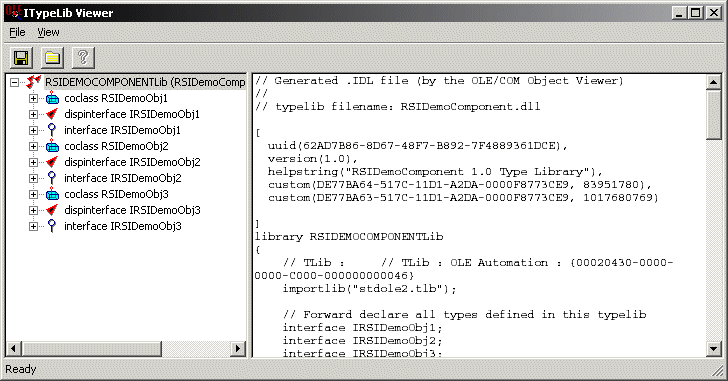 ITypeLib Viewer
File View
RSIDEMOCOMPONENTLib (RSIDemoComp
coclass RSIDemoObj1
dispinterface IRSIDemoObj1
interface IRSIDemoObj1
coclass RSIDemoObj2
dispinterface IRSIDemoObj2
interface IRSIDemoObj2
coclass RSIDemoObj3
dispinterface IRSIDemoObj3
interface IRSIDemoObj3
// Generated .IDL file (by the OLE/COM Object Viewer)
//
// typelib filename: RSIDemoComponent.dll
[
uuid(62AD7B86-8D67-48F7-B892-7F4889361DCE),
version(1.0),
helpstring("RSIDemoComponent 1.0 Type Library"),
custom(DE77BA64-517C-11D1-A2DA-0000F8773CE9, 83951780),
custom(DE77BA63-517C-11D1-A2DA-0000F8773CE9, 1017680769)
]
library RSIDEMOCOMPONENTLib
{
// TLib : // TLib : OLE Automation : {00020430-0000-
0000-C000-000000000046}
importlib("stdole2.tlb");
// Forward declare all types defined in this typelib
interface IRSIDemoObj1;
interface IRSIDemoObj2;
interface IRSIDemoObj3;
Ready